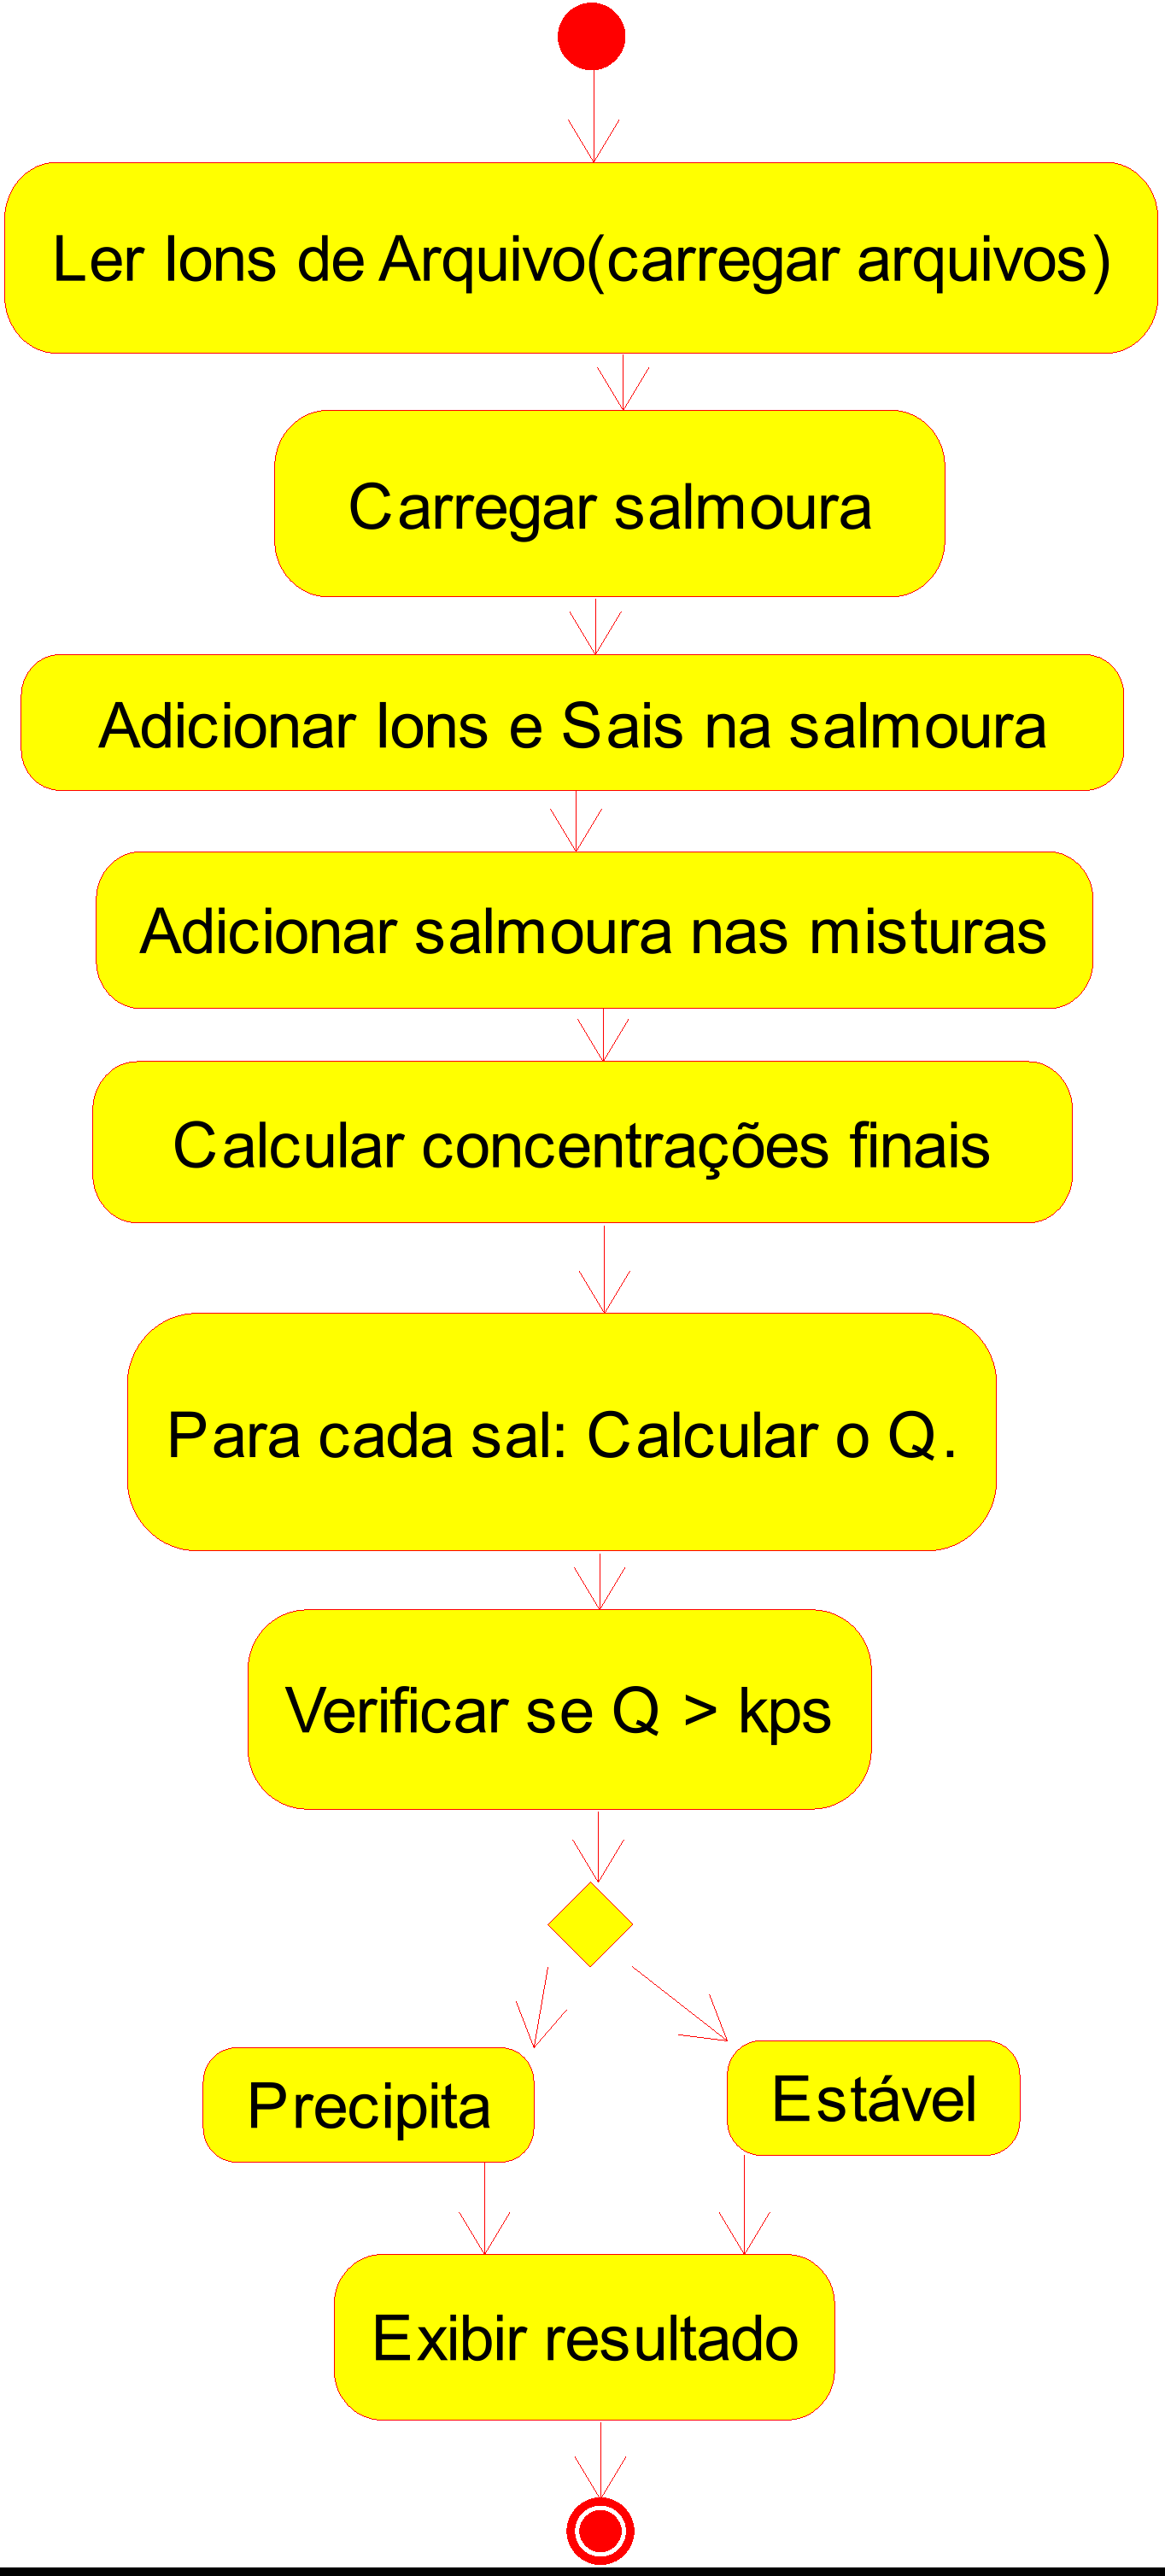 Ler Ions de Arquivo(carregar arquivos)
Carregar salmoura
Adicionar Ions e Sais na salmoura
Adicionar salmoura nas misturas
Calcular concentrações finais
Para cada sal: Calcular o Q.
Verificar se Q > kps
Precipita
Estável
Exibir resultado